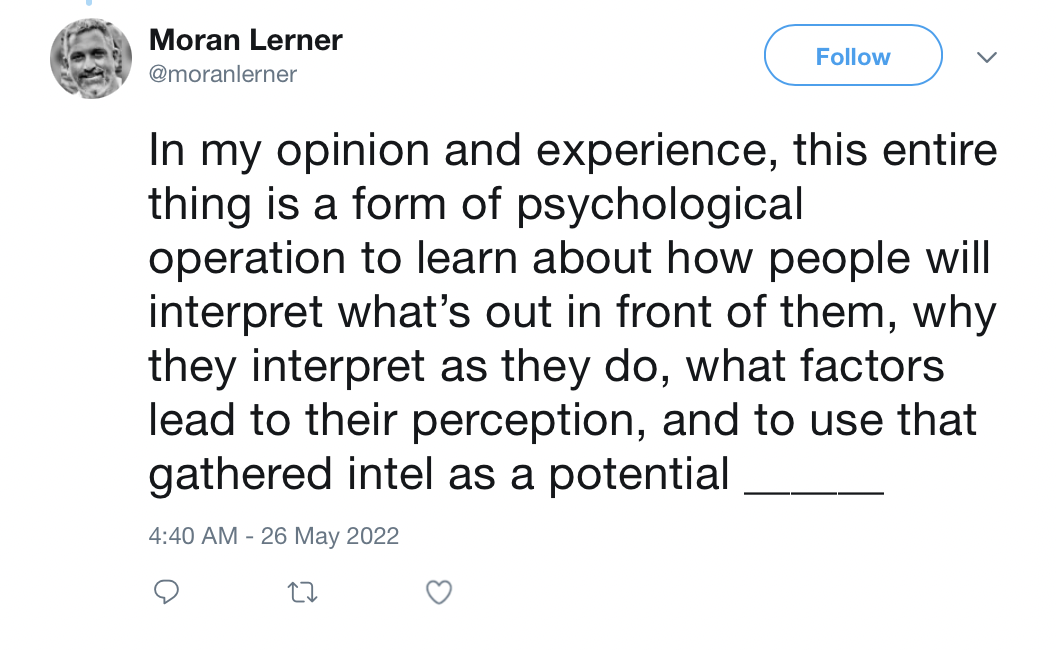 Moran Lerner
@moranlerner
Follow
In my opinion and experience, this entire
thing is a form of psychological
operation to learn about how people will
interpret what’s out in front of them, why
they interpret as they do, what factors
lead to their perception, and to use that
gathered intel as a potential ______
4:40 AM - 26 May 2022